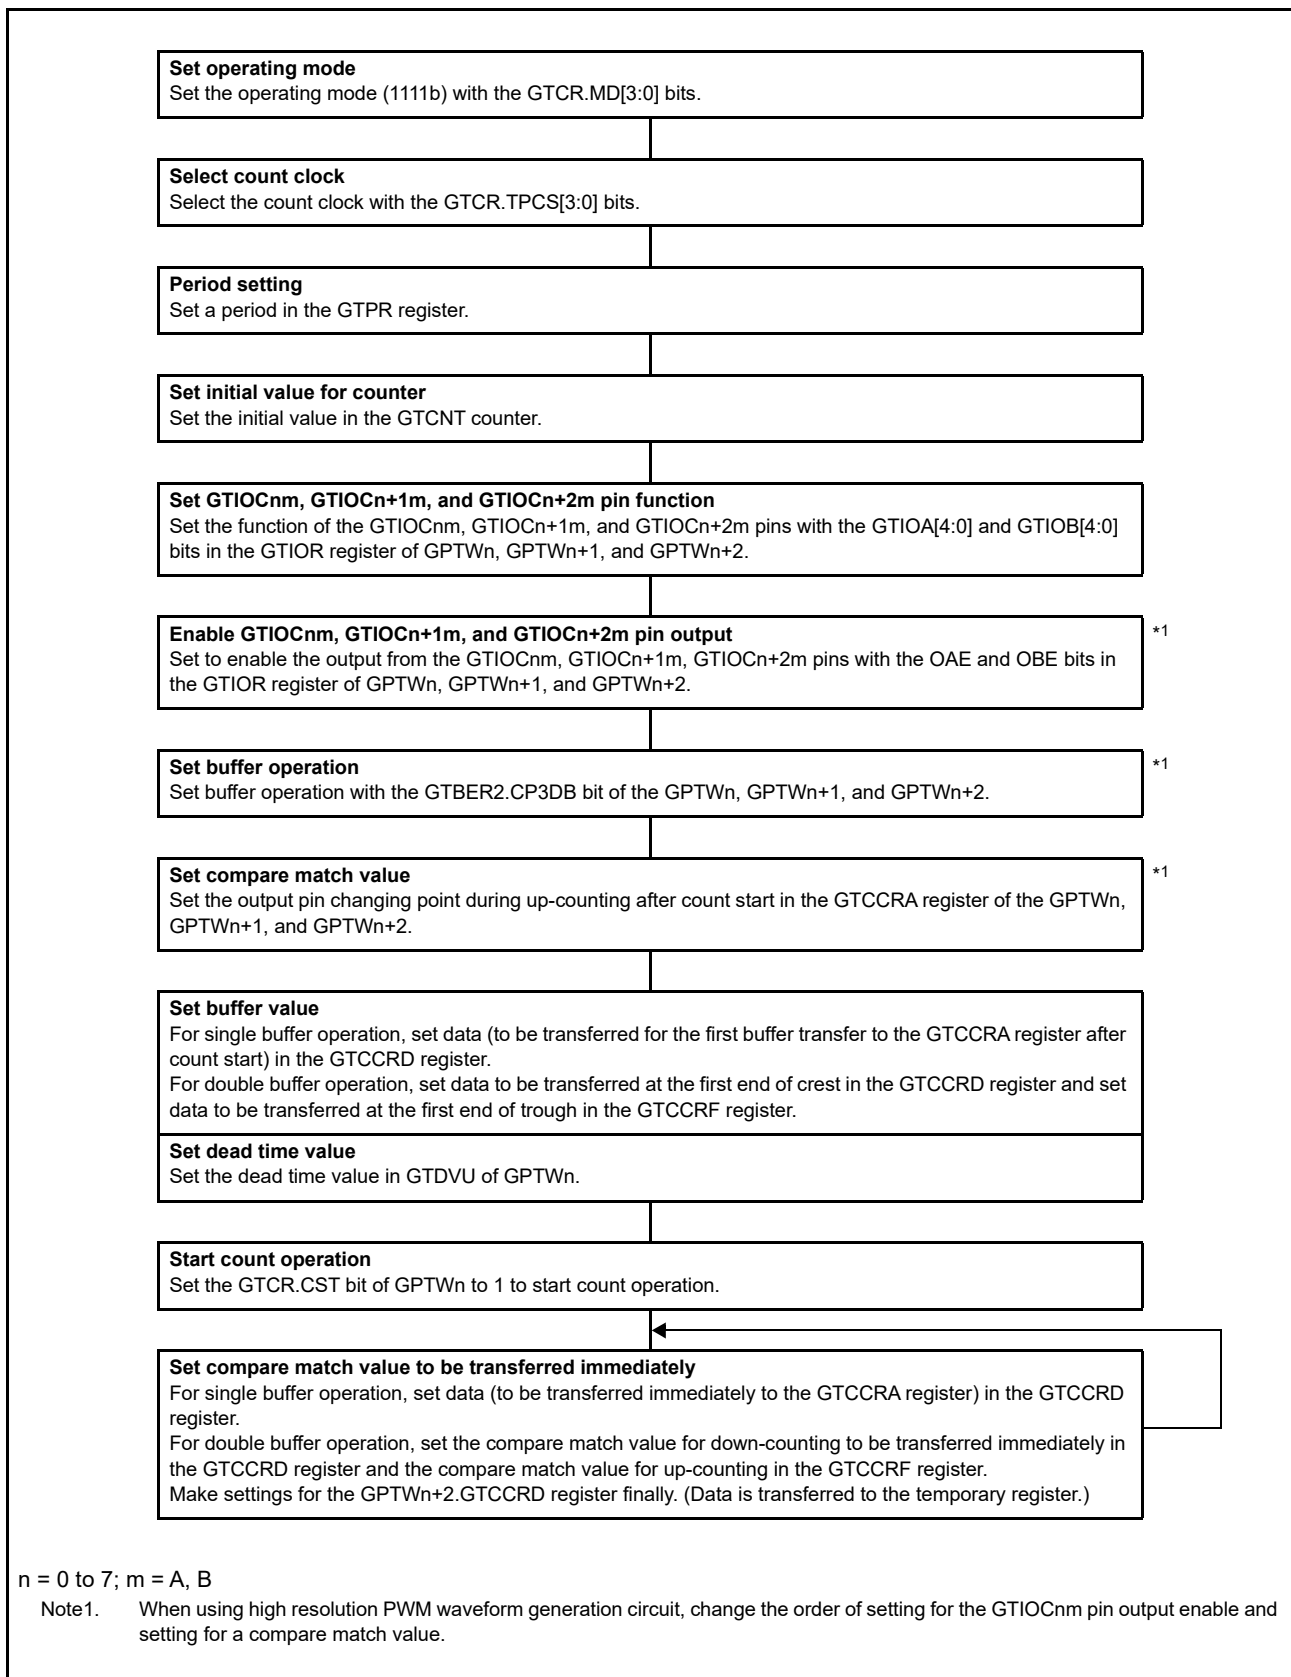 Set operating mode
Set the operating mode (1111b) with the GTCR.MD[3:0] bits.
Select count clock
Select the count clock with the GTCR.TPCS[3:0] bits.
Period setting
Set a period in the GTPR register.
Set initial value for counter
Set the initial value in the GTCNT counter.
Set GTIOCnm, GTIOCn+1m, and GTIOCn+2m pin function
Set the function of the GTIOCnm, GTIOCn+1m, and GTIOCn+2m pins with the GTIOA[4:0] and GTIOB[4:0]
bits in the GTIOR register of GPTWn, GPTWn+1, and GPTWn+2.
Enable GTIOCnm, GTIOCn+1m, and GTIOCn+2m pin output *1
Set to enable the output from the GTIOCnm, GTIOCn+1m, GTIOCn+2m pins with the OAE and OBE bits in
the GTIOR register of GPTWn, GPTWn+1, and GPTWn+2.
Set buffer operation *1
Set buffer operation with the GTBER2.CP3DB bit of the GPTWn, GPTWn+1, and GPTWn+2.
Set compare match value *1
Set the output pin changing point during up-counting after count start in the GTCCRA register of the GPTWn,
GPTWn+1, and GPTWn+2.
Set buffer value
For single buffer operation, set data (to be transferred for the first buffer transfer to the GTCCRA register after
count start) in the GTCCRD register.
For double buffer operation, set data to be transferred at the first end of crest in the GTCCRD register and set
data to be transferred at the first end of trough in the GTCCRF register.
Set dead time value
Set the dead time value in GTDVU of GPTWn.
Start count operation
Set the GTCR.CST bit of GPTWn to 1 to start count operation.
Set compare match value to be transferred immediately
For single buffer operation, set data (to be transferred immediately to the GTCCRA register) in the GTCCRD
register.
For double buffer operation, set the compare match value for down-counting to be transferred immediately in
the GTCCRD register and the compare match value for up-counting in the GTCCRF register.
Make settings for the GPTWn+2.GTCCRD register finally. (Data is transferred to the temporary register.)
n = 0 to 7; m = A, B
Note1. When using high resolution PWM waveform generation circuit, change the order of setting for the GTIOCnm pin output enable and
setting for a compare match value.